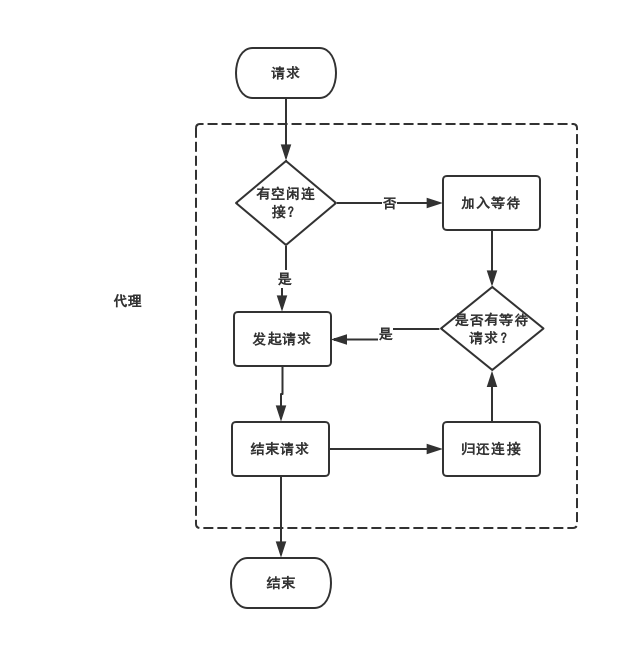 请求
有空闲连
接？
否
加入等待
是
代理
是否有等待
请求？
是
发起请求
结束请求
归还连接
结束